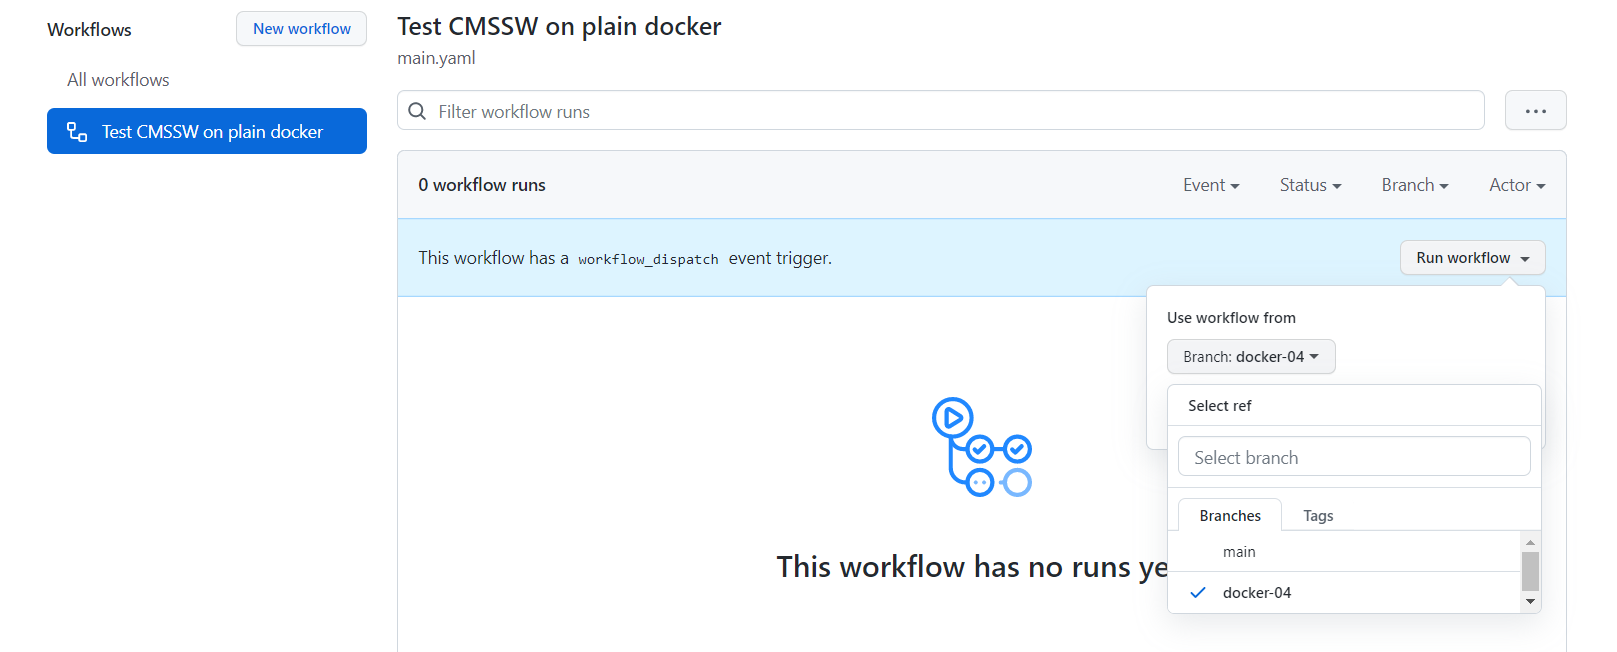 Workflows
New workflow
All workflows
Test CMSSW on plain docker
Test CMSSW on plain docker
main.yaml
Filter workflow runs
0 workflow runs
Event
Status
Branch
Actor
This workflow has a workflow_dispatch event trigger.
Run workflow
Use workflow from
Branch: docker-04
Select ref
Select branch
Branches
Tags
main
docker-04
This workflow has no runs ye